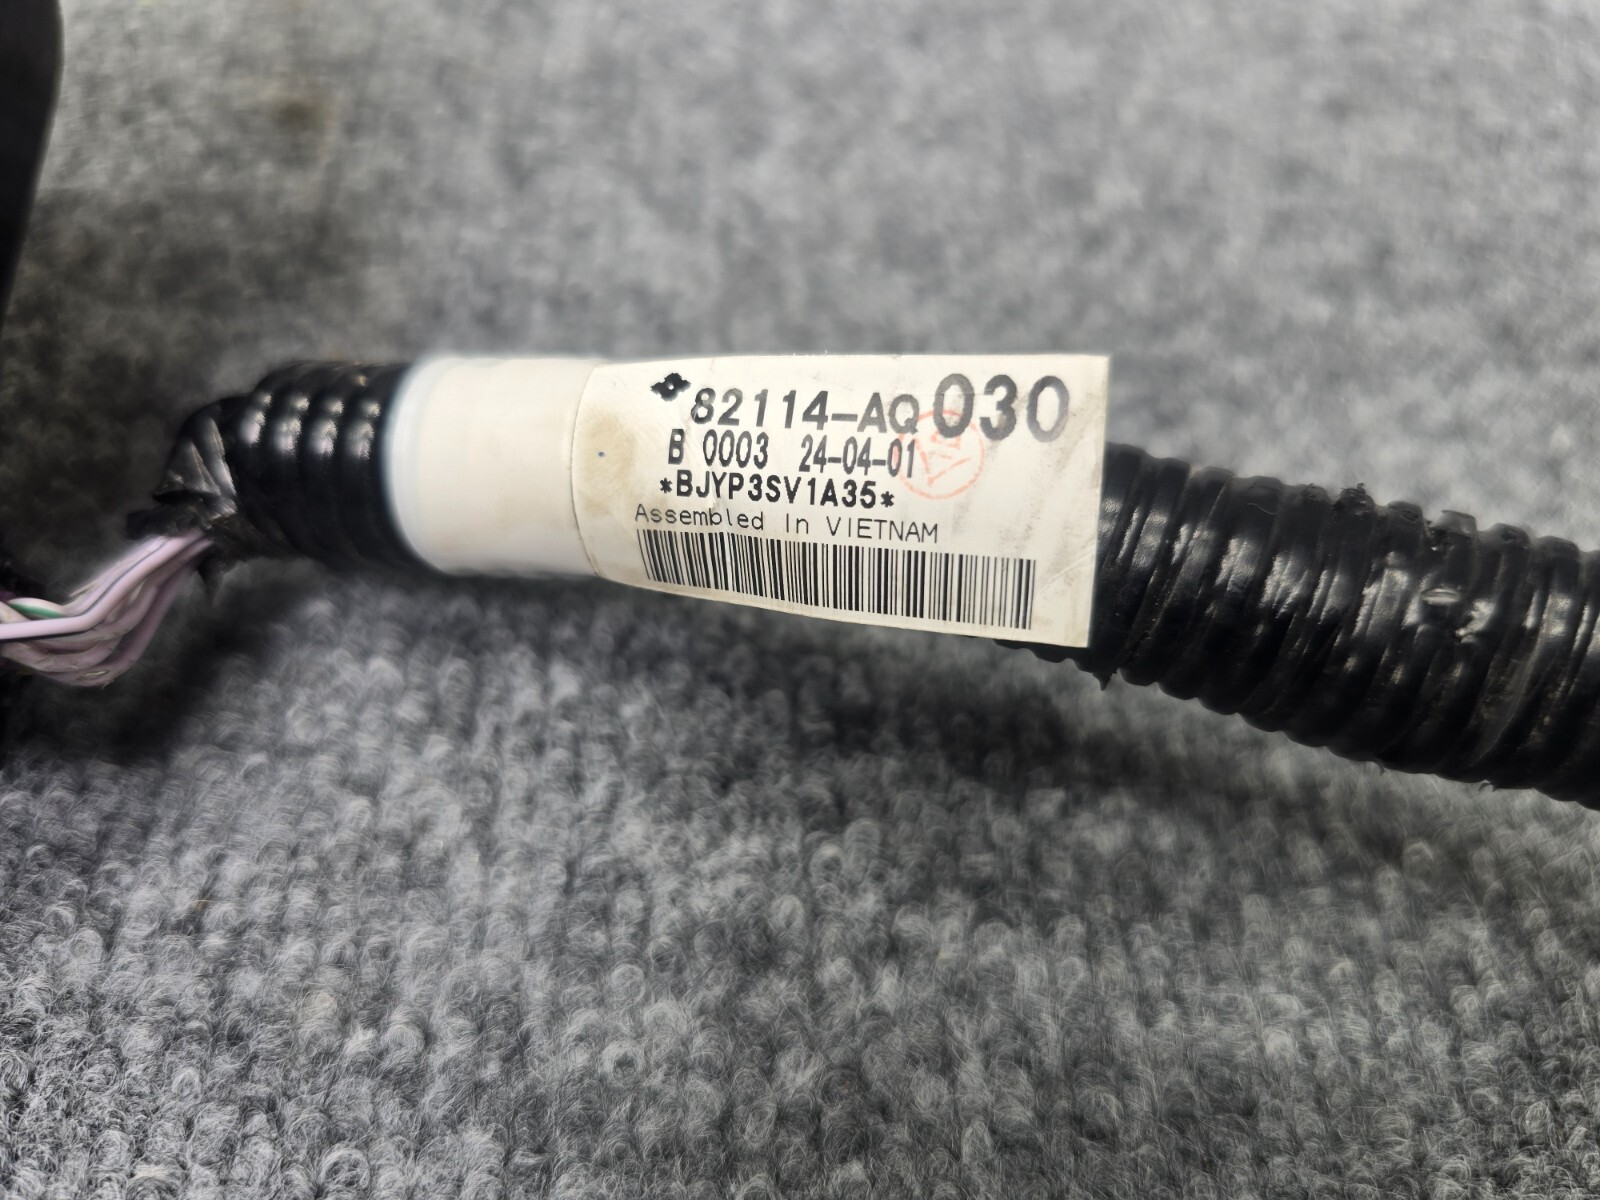 82114-AQ030
B 0003 24-04-01
*BJYP3SV1A35*
Assembled In VIETNAM